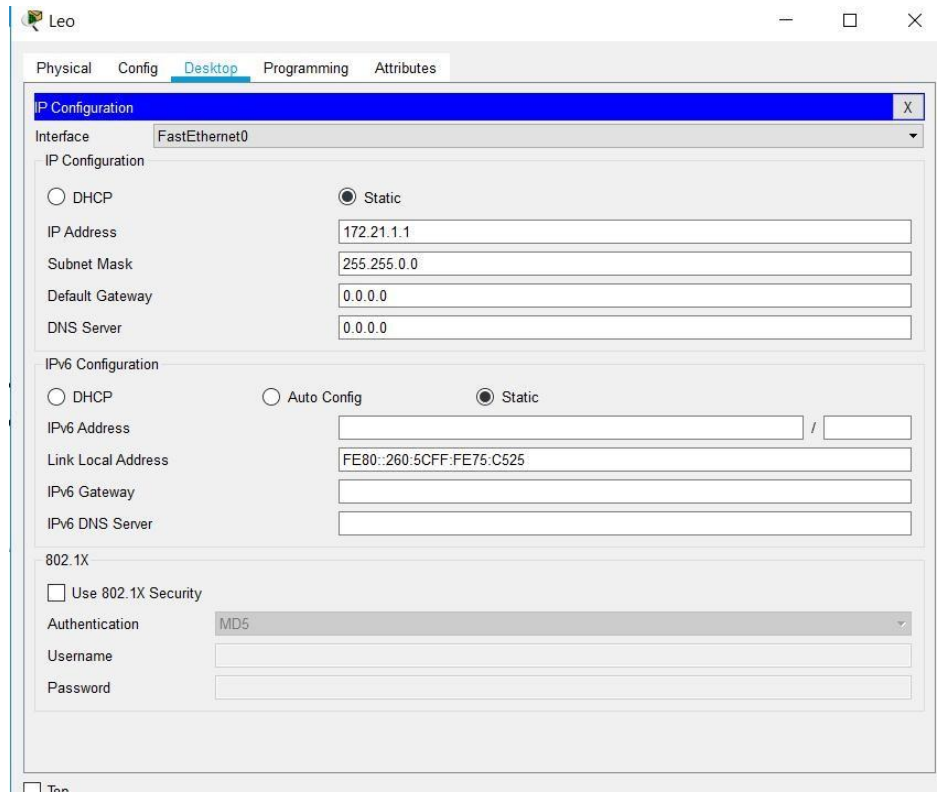 Leo
Physical Config Desktop Programming Attributes
IP Configuration X
Interface FastEthernet0
IP Configuration
DHCP Static
IP Address 172.21.1.1
Subnet Mask 255.255.0.0
Default Gateway 0.0.0.0
DNS Server 0.0.0.0
IPv6 Configuration
DHCP Auto Config Static
IPv6 Address /
Link Local Address FE80::260:5CFF:FE75:C525
IPv6 Gateway
IPv6 DNS Server
802.1X
Use 802.1X Security
Authentication MD5
Username
Password
Top